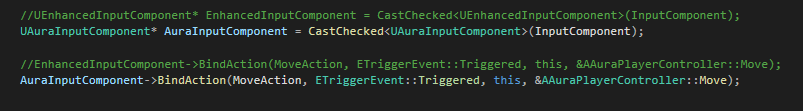 //UEnhancedInputComponent* EnhancedInputComponent = CastChecked<UEnhancedInputComponent>(InputComponent);
UAuraInputComponent* AuraInputComponent = CastChecked<UAuraInputComponent>(InputComponent);
//EnhancedInputComponent->BindAction(MoveAction, ETriggerEvent::Triggered, this, &AAuraPlayerController::Move);
AuraInputComponent->BindAction(MoveAction, ETriggerEvent::Triggered, this, &AAuraPlayerController::Move);